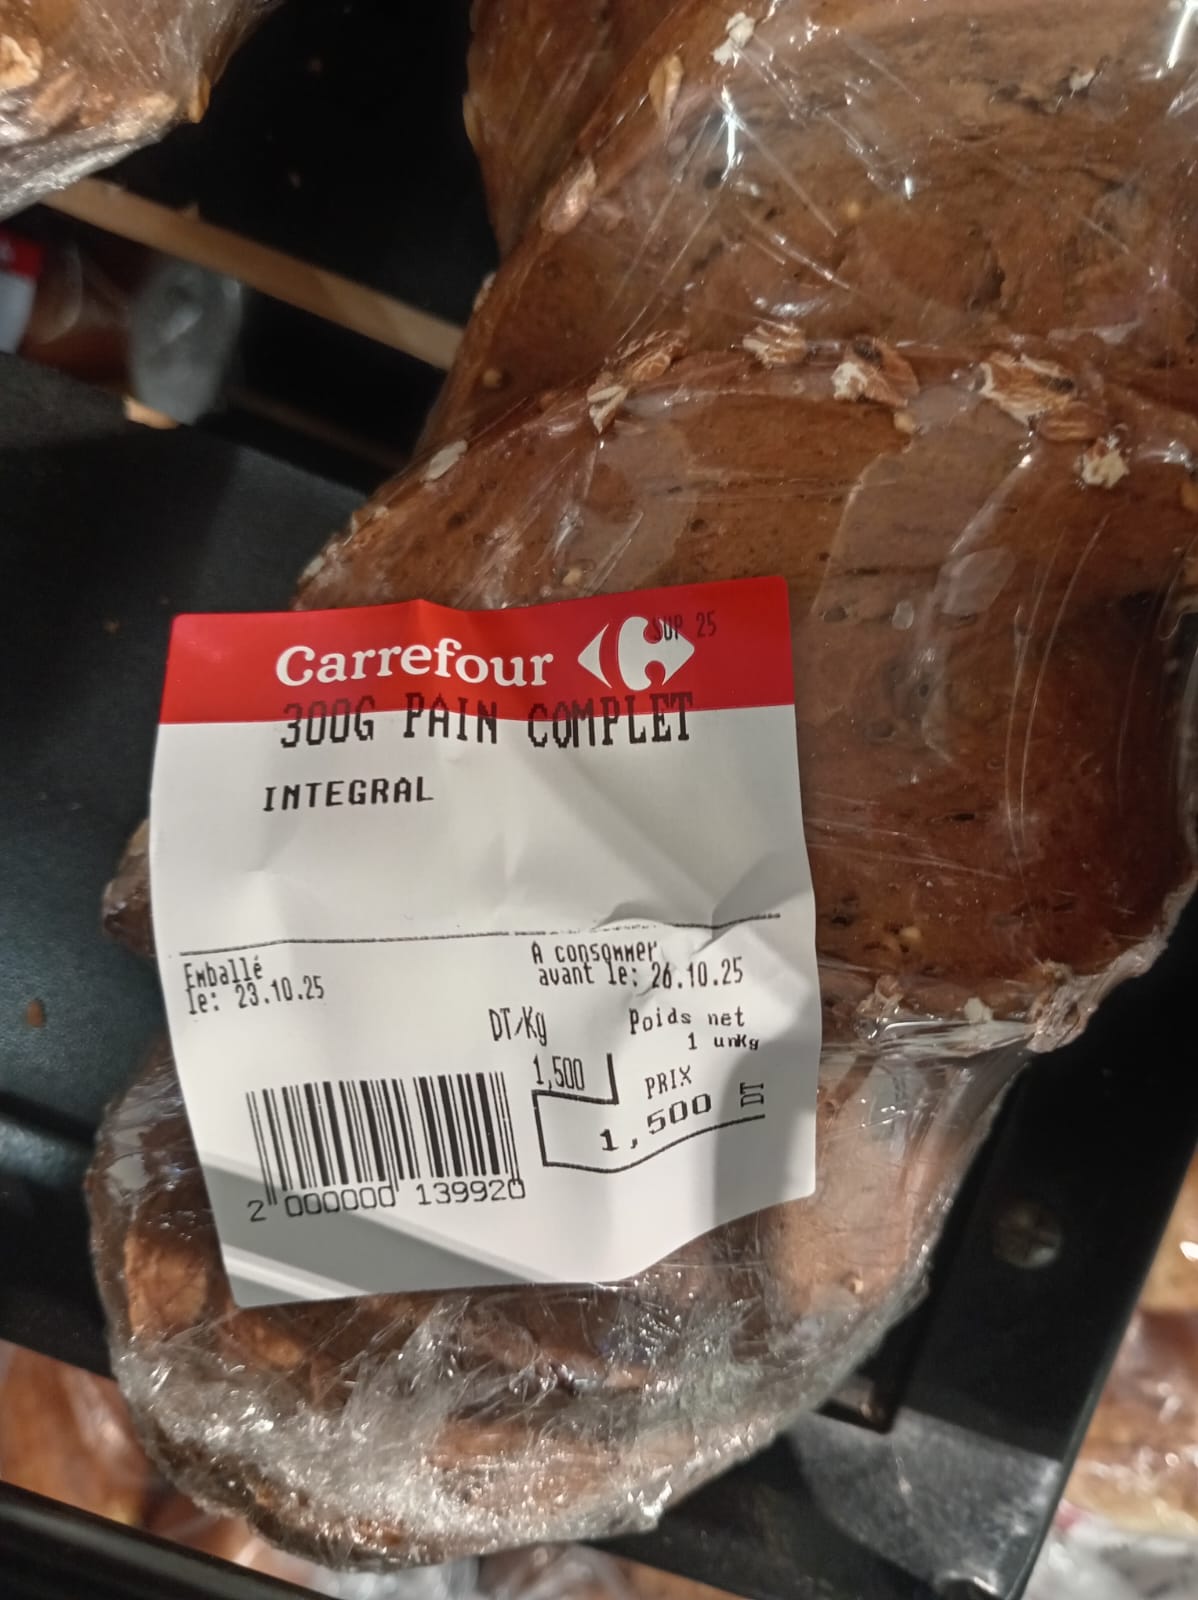 SUP 25
Carrefour
300G PAIN COMPLET
INTEGRAL
Emballé
le: 23.10.25
A consommer
avant le: 26.10.25
DT/Kg
Poids net
1 unKg
1,500
PRIX
1,500 DT
2 000000 139920